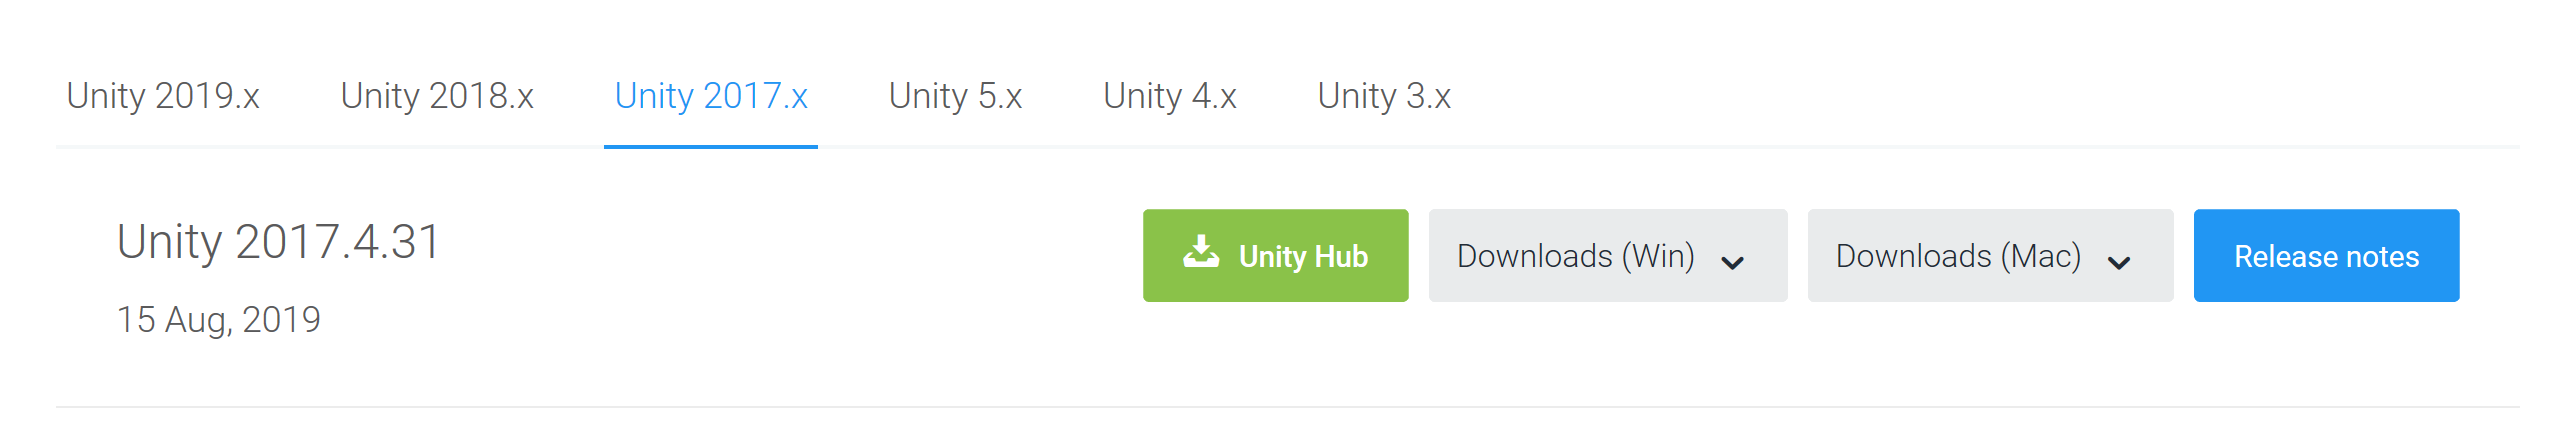 Unity 2019.x Unity 2018.x Unity 2017.x Unity 5.x Unity 4.x Unity 3.x
Unity 2017.4.31 Unity Hub Downloads (Win) Downloads (Mac) Release notes
15 Aug, 2019